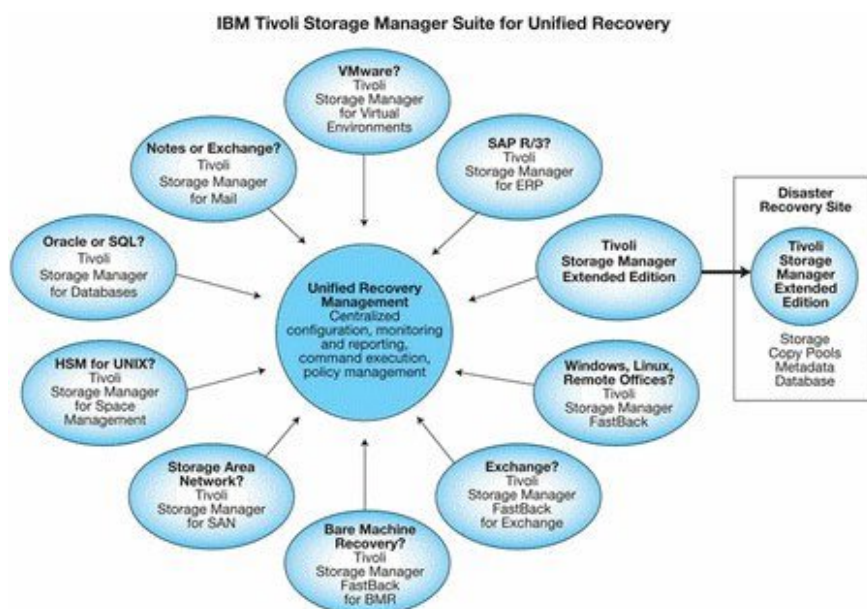 IBM Tivoli Storage Manager Suite for Unified Recovery
VMware?
Tivoli
Storage Manager
for Virtual
Environments
Notes or Exchange?
Tivoli
Storage Manager
for Mail
SAP R/3?
Tivoli
Storage Manager
for ERP
Oracle or SQL?
Tivoli
Storage Manager
for Databases
Tivoli
Storage Manager
Extended Edition
Disaster
Recovery Site
Tivoli
Storage
Manager
Extended
Edition
Storage
Copy Pools
Metadata
Database
Unified Recovery
Management
Centralized
configuration, monitoring
and reporting,
command execution,
policy management
HSM for UNIX?
Tivoli
Storage Manager
for Space
Management
Windows, Linux,
Remote Offices?
Tivoli
Storage Manager
FastBack
Storage Area
Network?
Tivoli
Storage Manager
for SAN
Exchange?
Tivoli
Storage Manager
FastBack
for Exchange
Bare Machine
Recovery?
Tivoli
Storage Manager
FastBack
for BMR